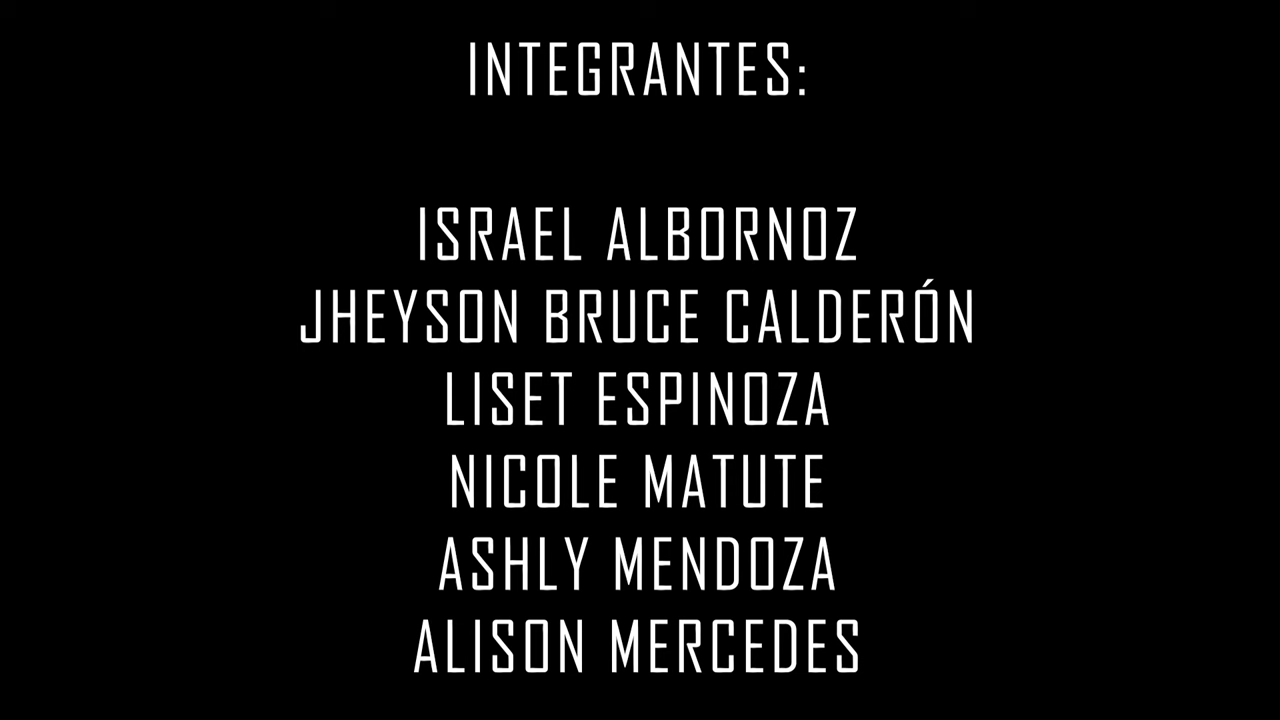 INTEGRANTES:
ISRAEL ALBORNOZ
JHEYSON BRUCE CALDERÓN
LISET ESPINOZA
NICOLE MATUTE
ASHLY MENDOZA
ALISON MERCEDES